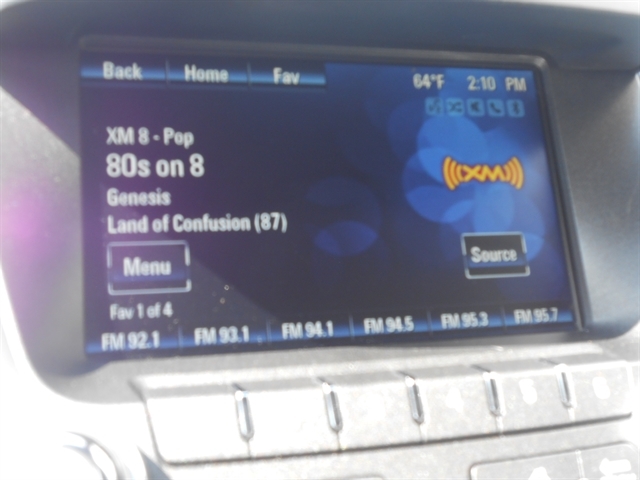 Back Home Fav
64°F 2:10 PM
XM 8 - Pop
80s on 8
XM
Genesis
Land of Confusion (87)
Menu
Source
Fav 1 of 4
FM 92.1 FM 93.1 FM 94.1 FM 94.5 FM 95.3 FM 95.7